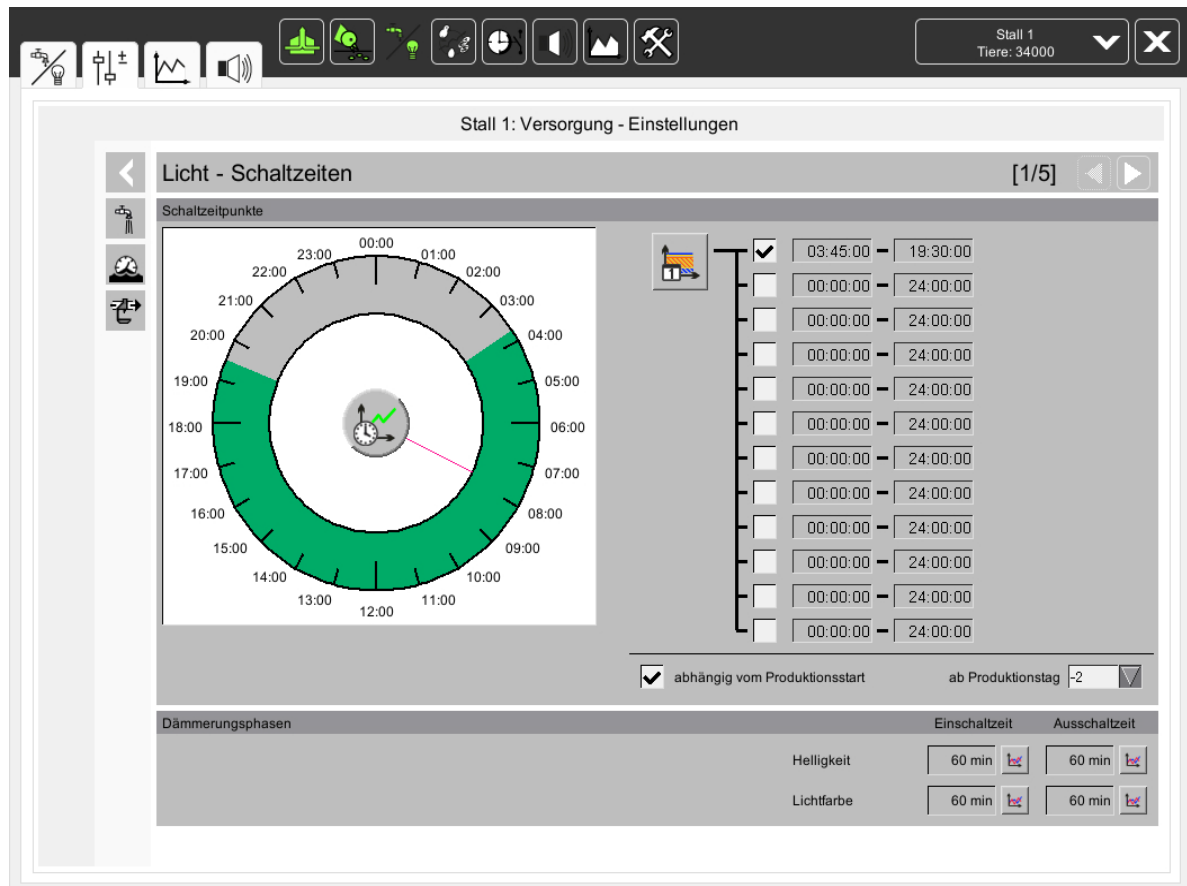 Stall 1
Tiere: 34000
Stall 1: Versorgung - Einstellungen
Licht - Schaltzeiten [1/5]
Schaltzeitpunkte
00:00
01:00
02:00
03:00
04:00
05:00
06:00
07:00
08:00
09:00
10:00
11:00
12:00
13:00
14:00
15:00
16:00
17:00
18:00
19:00
20:00
21:00
22:00
23:00
1
03:45:00 – 19:30:00
00:00:00 – 24:00:00
00:00:00 – 24:00:00
00:00:00 – 24:00:00
00:00:00 – 24:00:00
00:00:00 – 24:00:00
00:00:00 – 24:00:00
00:00:00 – 24:00:00
00:00:00 – 24:00:00
00:00:00 – 24:00:00
00:00:00 – 24:00:00
00:00:00 – 24:00:00
abhängig vom Produktionsstart ab Produktionstag -2
Dämmerungsphasen Einschaltzeit Ausschaltzeit
Helligkeit 60 min 60 min
Lichtfarbe 60 min 60 min